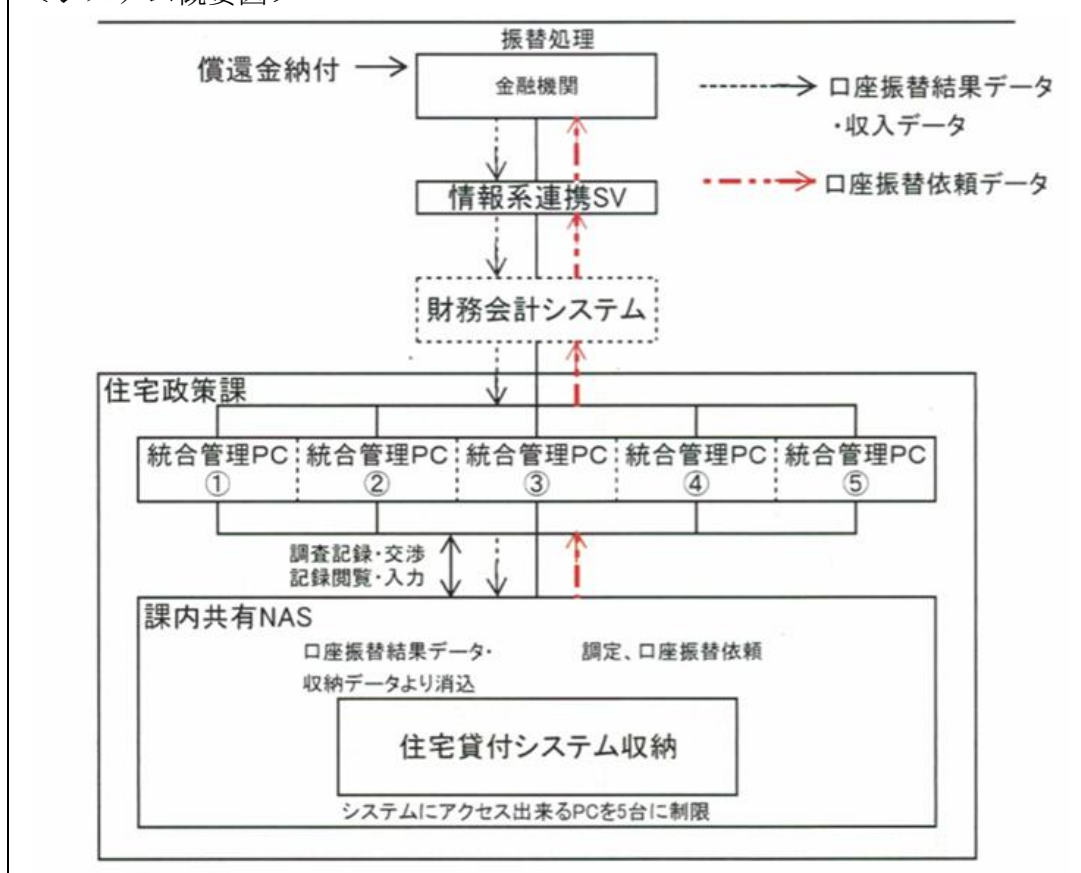 振替処理
償還金納付
金融機関
口座振替結果データ
・収入データ
情報系連携SV
口座振替依頼データ
財務会計システム
住宅政策課
統合管理PC
①
統合管理PC
②
統合管理PC
③
統合管理PC
④
統合管理PC
⑤
調査記録・交渉
記録閲覧・入力
課内共有NAS
口座振替結果データ・
収納データより消込
調定、口座振替依頼
住宅貸付システム収納
システムにアクセス出来るPCを5台に制限